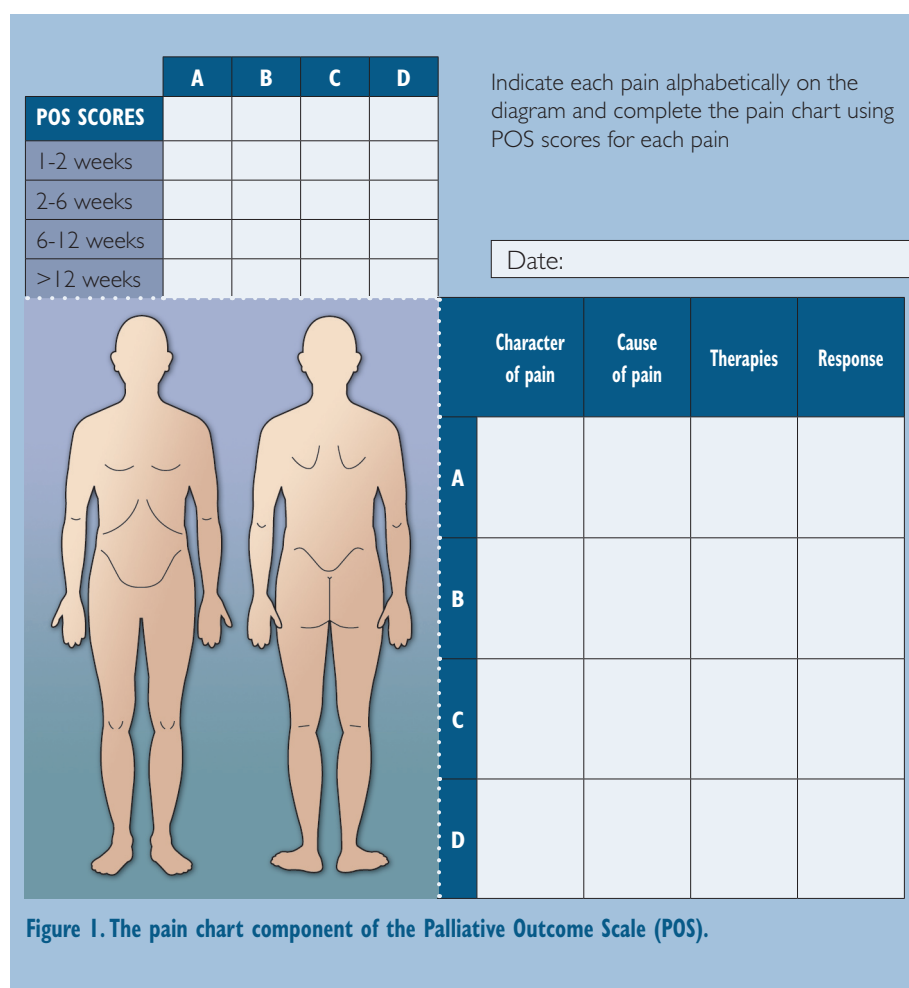 A B C D
POS SCORES
1-2 weeks
2-6 weeks
6-12 weeks
>12 weeks
Indicate each pain alphabetically on the
diagram and complete the pain chart using
POS scores for each pain
Date:
Character
of pain
Cause
of pain
Therapies
Response
A
B
C
D
Figure 1. The pain chart component of the Palliative Outcome Scale (POS).